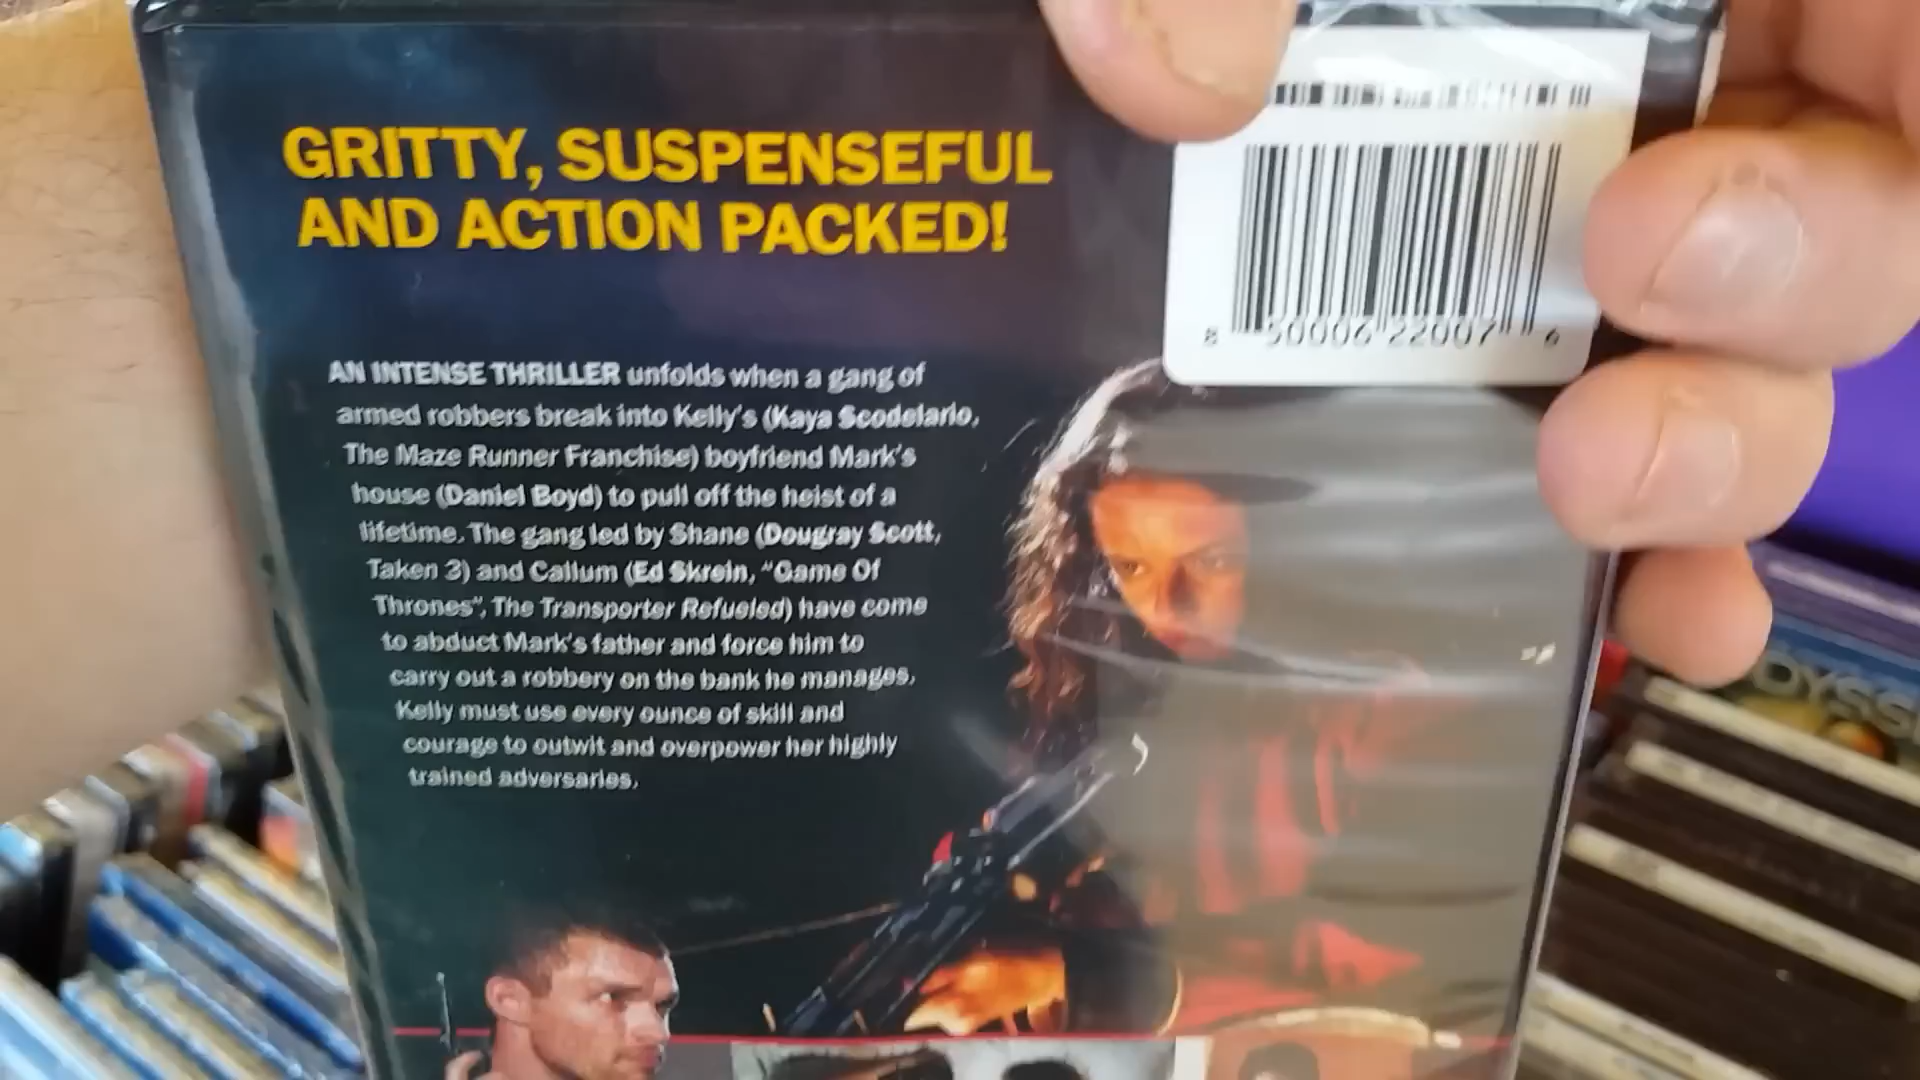 GRITTY, SUSPENSEFUL
AND ACTION PACKED!
8 50006 22007 6
AN INTENSE THRILLER unfolds when a gang of
armed robbers break into Kelly's (Kaya Scodelario,
The Maze Runner Franchise) boyfriend Mark's
house (Daniel Boyd) to pull off the heist of a
lifetime. The gang led by Shane (Dougray Scott,
Taken 3) and Callum (Ed Skrein, "Game Of
Thrones", The Transporter Refueled) have come
to abduct Mark's father and force him to
carry out a robbery on the bank he manages.
Kelly must use every ounce of skill and
courage to outwit and overpower her highly
trained adversaries.